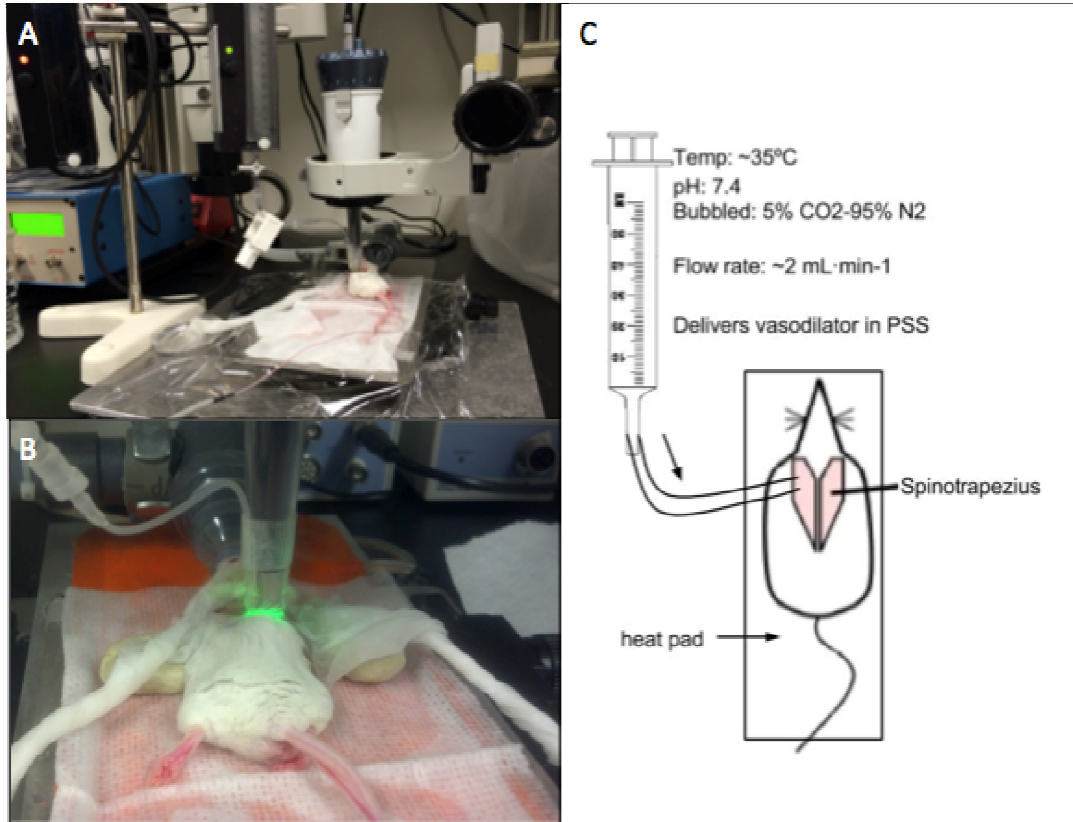 A
B
C
Temp: ~35ºC
pH: 7.4
Bubbled: 5% CO2-95% N2
Flow rate: ~2 mL·min-1
Delivers vasodilator in PSS
Spinotrapezius
heat pad